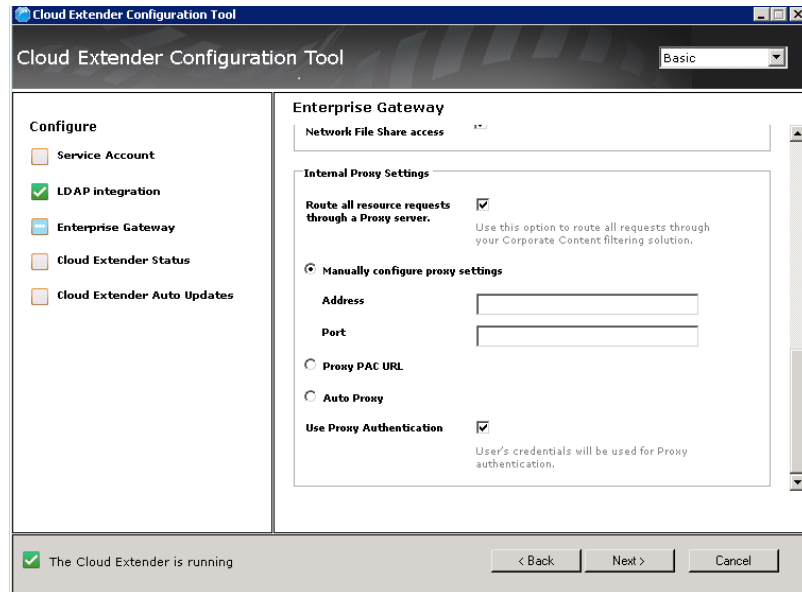 Cloud Extender Configuration Tool
Cloud Extender Configuration Tool
Basic
Configure
Service Account
LDAP integration
Enterprise Gateway
Cloud Extender Status
Cloud Extender Auto Updates
Enterprise Gateway
Network File Share access
Internal Proxy Settings
Route all resource requests
through a Proxy server.
Use this option to route all requests through
your Corporate Content filtering solution.
Manually configure proxy settings
Address
Port
Proxy PAC URL
Auto Proxy
Use Proxy Authentication
User's credentials will be used for Proxy
authentication.
The Cloud Extender is running
< Back
Next >
Cancel